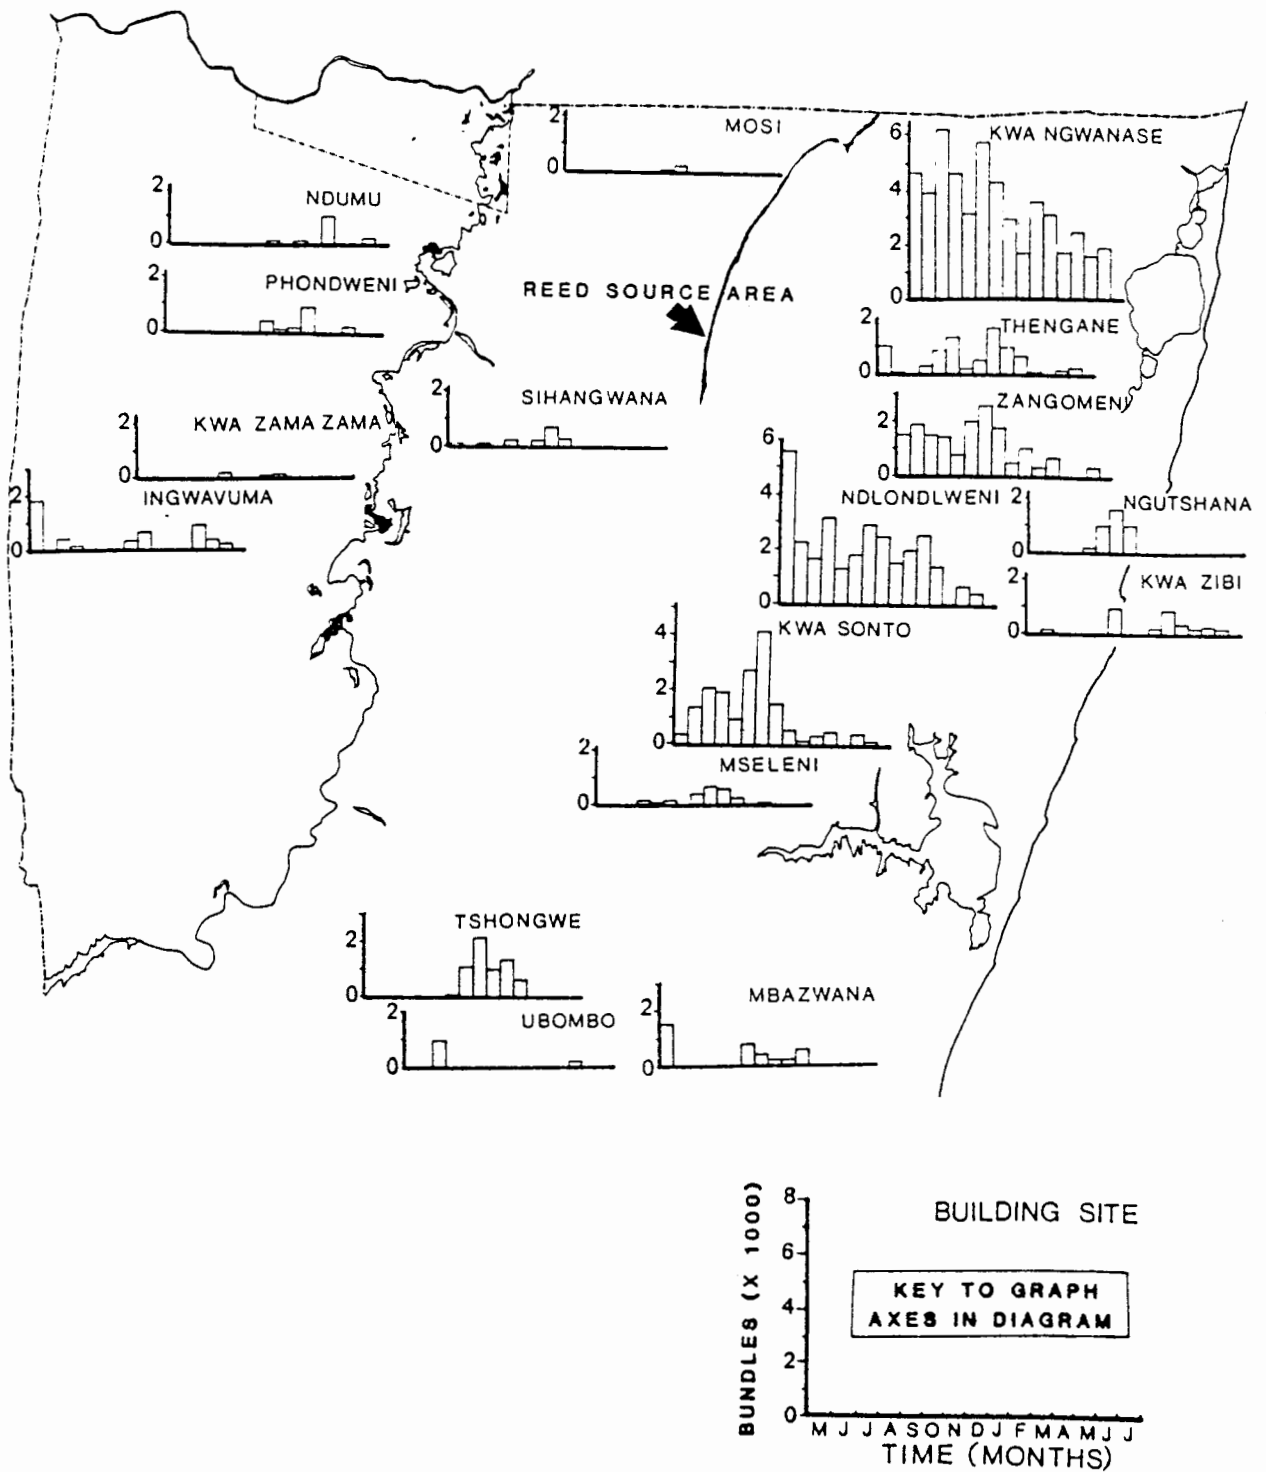 2
MOSI
0
6
KWA NGWANASE
4
2
0
2
NDUMU
0
2
PHONDWENI
0
REED SOURCE AREA
2
THENGANE
0
2
SIHANGWANA
0
ZANGOMENI
2
0
2
KWA ZAMA ZAMA
0
2
INGWAVUMA
0
6
4
NDLONDLWENI
2
0
2
NGUTSHANA
0
2
KWA ZIBI
0
KWA SONTO
4
2
0
2
MSELENI
0
TSHONGWE
2
0
2
UBOMBO
0
MBAZWANA
2
0
8
BUILDING SITE
6
KEY TO GRAPH
AXES IN DIAGRAM
4
2
0
BUNDLES (X 1000)
M J J A S O N D J F M A M J J
TIME (MONTHS)